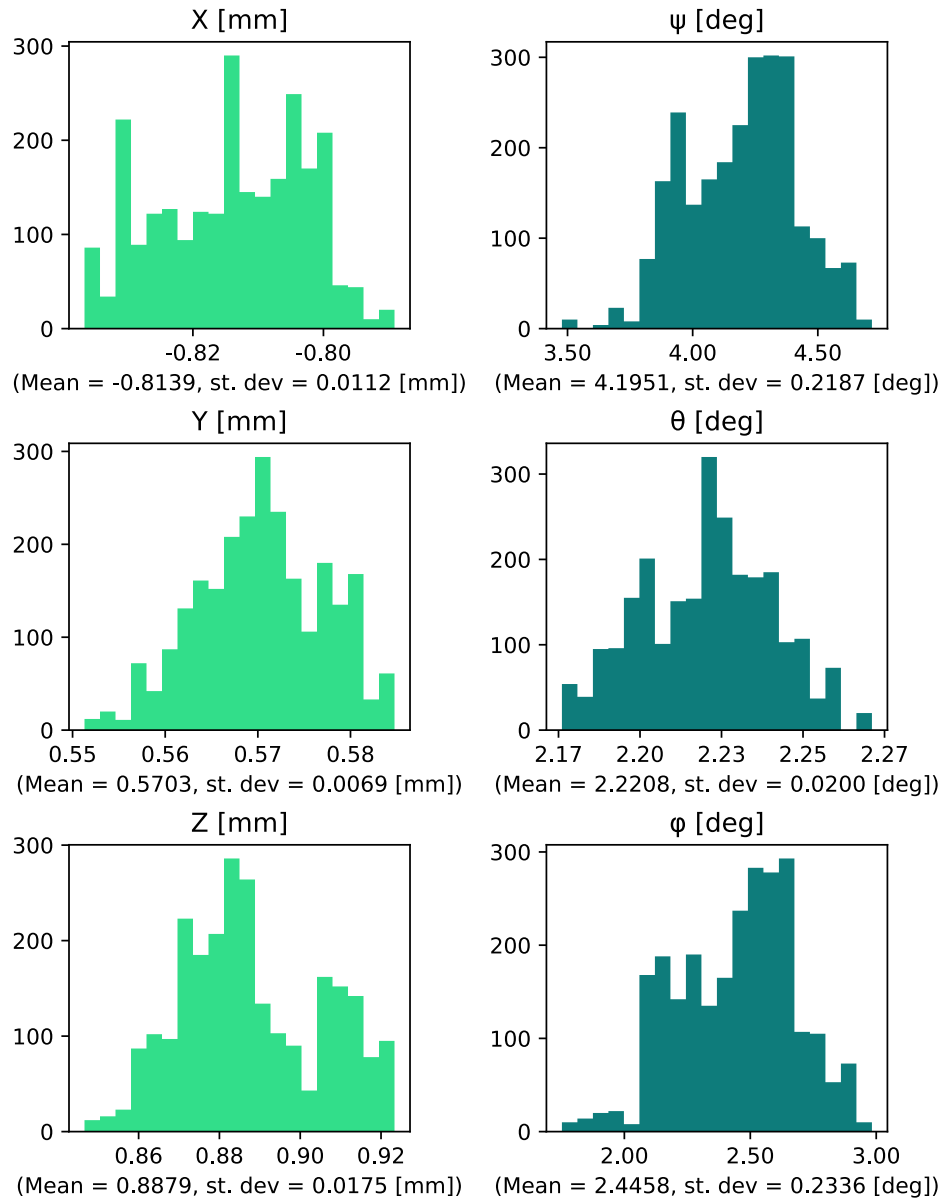 X [mm]
300
200
100
0
-0.82 -0.80
(Mean = -0.8139, st. dev = 0.0112 [mm])
ψ [deg]
300
200
100
0
3.50 4.00 4.50
(Mean = 4.1951, st. dev = 0.2187 [deg])
Y [mm]
300
200
100
0
0.55 0.56 0.57 0.58
(Mean = 0.5703, st. dev = 0.0069 [mm])
θ [deg]
300
200
100
0
2.17 2.20 2.23 2.25 2.27
(Mean = 2.2208, st. dev = 0.0200 [deg])
Z [mm]
300
200
100
0
0.86 0.88 0.90 0.92
(Mean = 0.8879, st. dev = 0.0175 [mm])
φ [deg]
300
200
100
0
2.00 2.50 3.00
(Mean = 2.4458, st. dev = 0.2336 [deg])